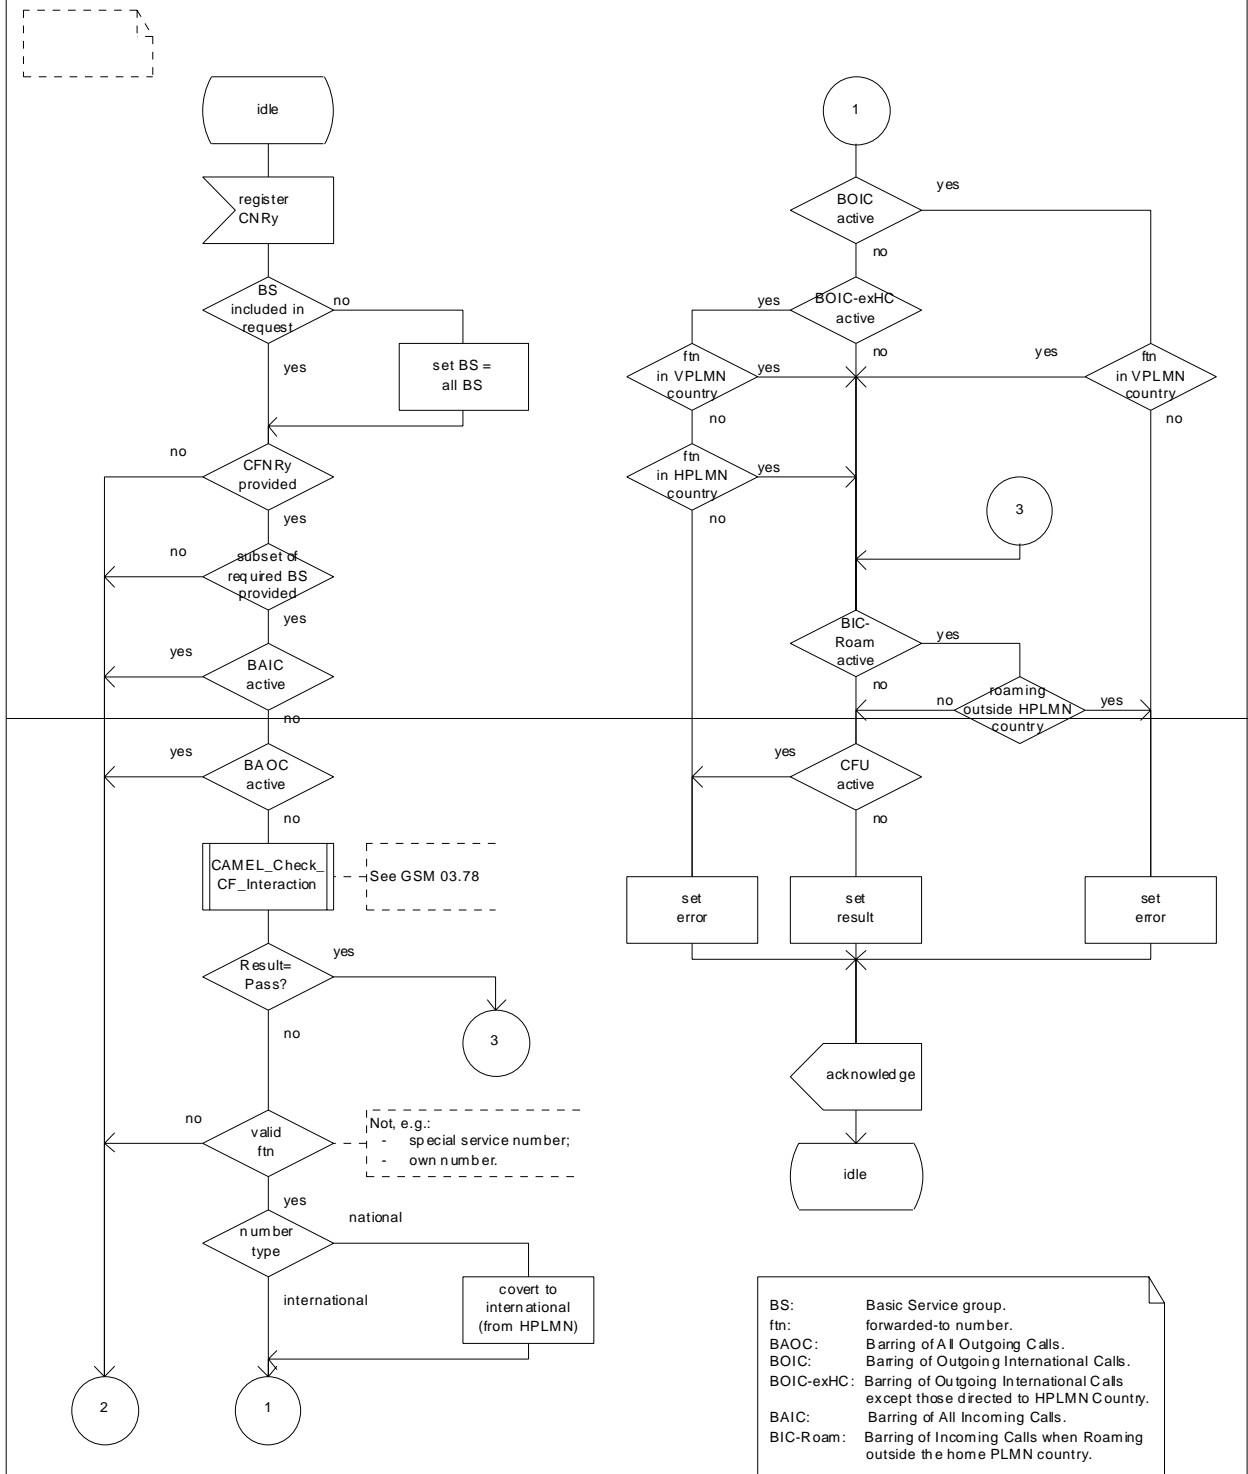 idle
register
CNRy
BS
included in
request
no
yes
set BS =
all BS
no
CFNRy
provided
yes
no
subset of
required BS
provided
yes
yes
BAIC
active
no
yes
BAOC
active
no
CAMEL_Check_
CF_Interaction
See GSM 03.78
Result=
Pass?
yes
no
3
no
valid
ftn
Not, e.g.:
- special service number;
- own number.
yes
national
number
type
international
covert to
international
(from HPLMN)
2
1
1
BOIC
active
yes
no
yes
BOIC-exHC
active
no
yes
ftn
in VPLMN
country
yes
no
ftn
in VPLMN
country
no
ftn
in HPLMN
country
yes
no
3
BIC-
Roam
active
yes
no
roaming
outside HPLMN
country
no
yes
yes
CFU
active
no
set
error
set
result
set
error
acknowledge
idle
BS: Basic Service group.
ftn: forwarded-to number.
BAOC: Barring of All Outgoing Calls.
BOIC: Barring of Outgoing International Calls.
BOIC-exHC: Barring of Outgoing International Calls
except those directed to HPLMN Country.
BAIC: Barring of All Incoming Calls.
BIC-Roam: Barring of Incoming Calls when Roaming
outside the home PLMN country.